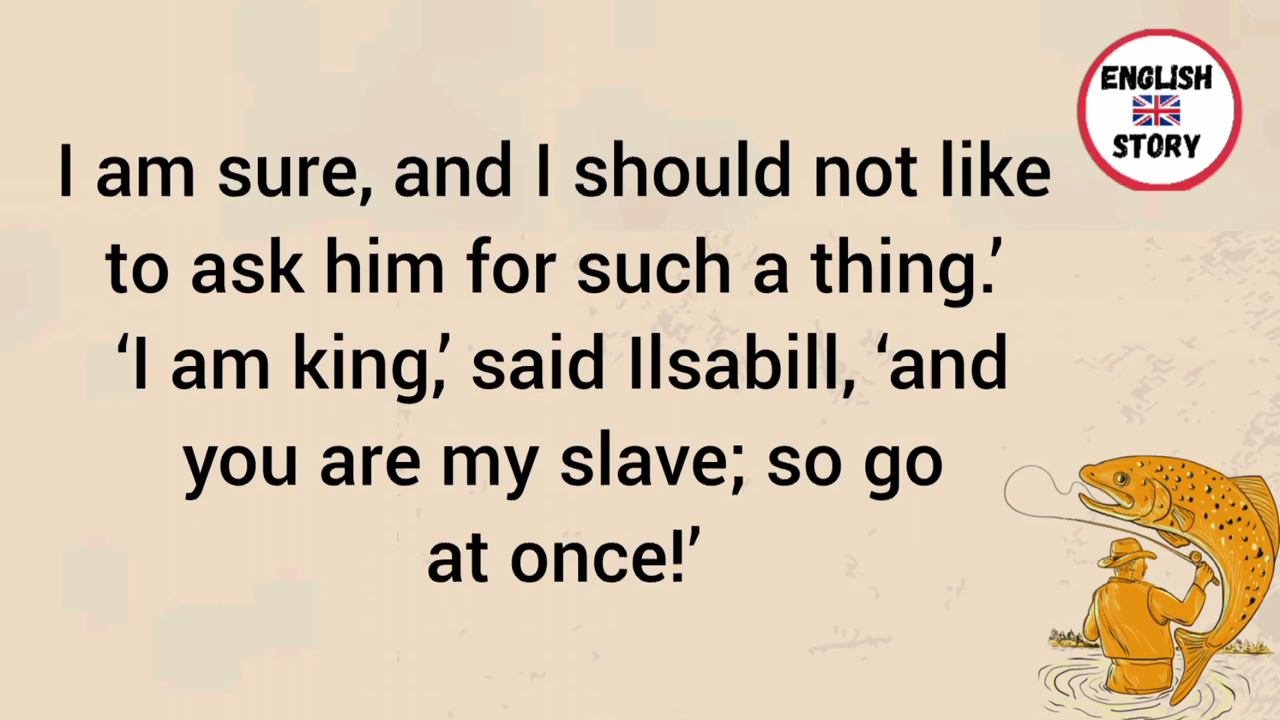 ENGLISH
STORY
I am sure, and I should not like
to ask him for such a thing.’
‘I am king,’ said Ilsabill, ‘and
you are my slave; so go
at once!’